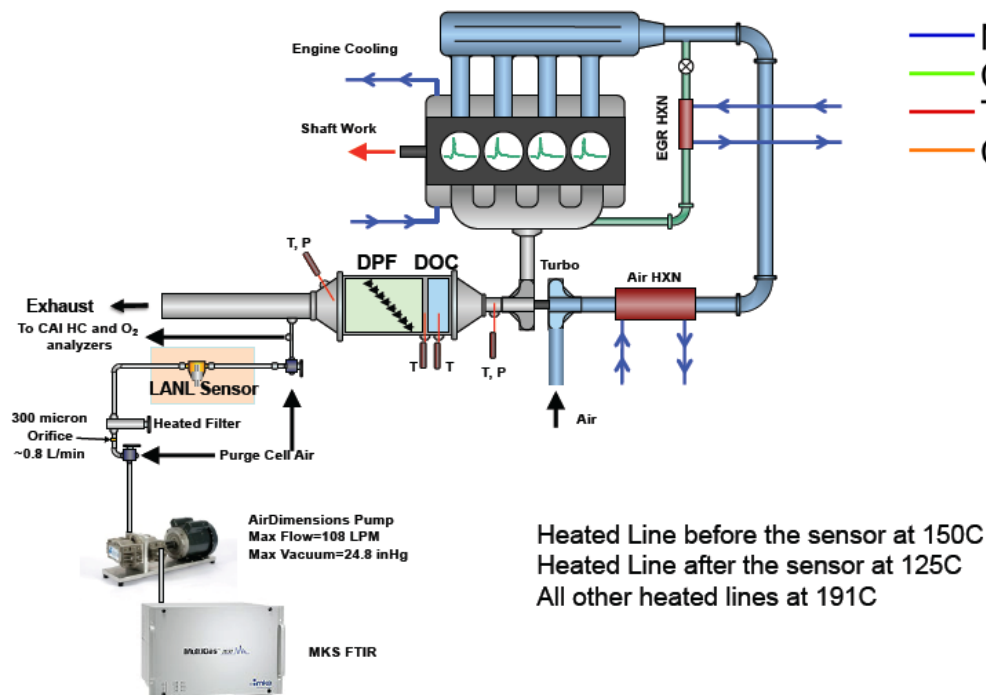 Engine Cooling
Shaft Work
EGR HXN
T, P
DPF
DOC
Turbo
Air HXN
Exhaust
To CAI HC and O₂
analyzers
T
T
T, P
LANL Sensor
Air
300 micron
Orifice
~0.8 L/min
Heated Filter
Purge Cell Air
AirDimensions Pump
Max Flow=108 LPM
Max Vacuum=24.8 inHg
Heated Line before the sensor at 150C
Heated Line after the sensor at 125C
All other heated lines at 191C
MultiGas
mks
MKS FTIR